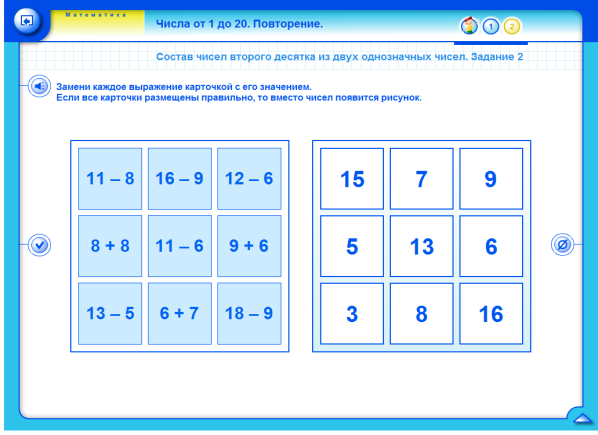 Математика
Числа от 1 до 20. Повторение.
1
2
Состав чисел второго десятка из двух однозначных чисел. Задание 2
Замени каждое выражение карточкой с его значением.
Если все карточки размещены правильно, то вместо чисел появится рисунок.
11 – 8 16 – 9 12 – 6
8 + 8 11 – 6 9 + 6
13 – 5 6 + 7 18 – 9
15 7 9
5 13 6
3 8 16